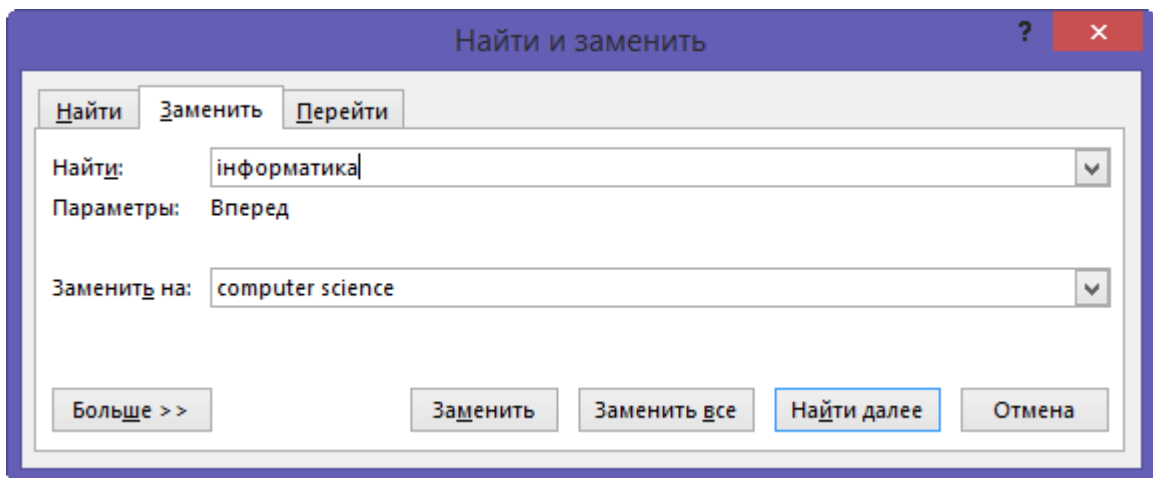 Найти и заменить ? ×
Найти Заменить Перейти
Найти: інформатика
Параметры: Вперед
Заменить на: computer science
Больше >> Заменить Заменить все Найти далее Отмена